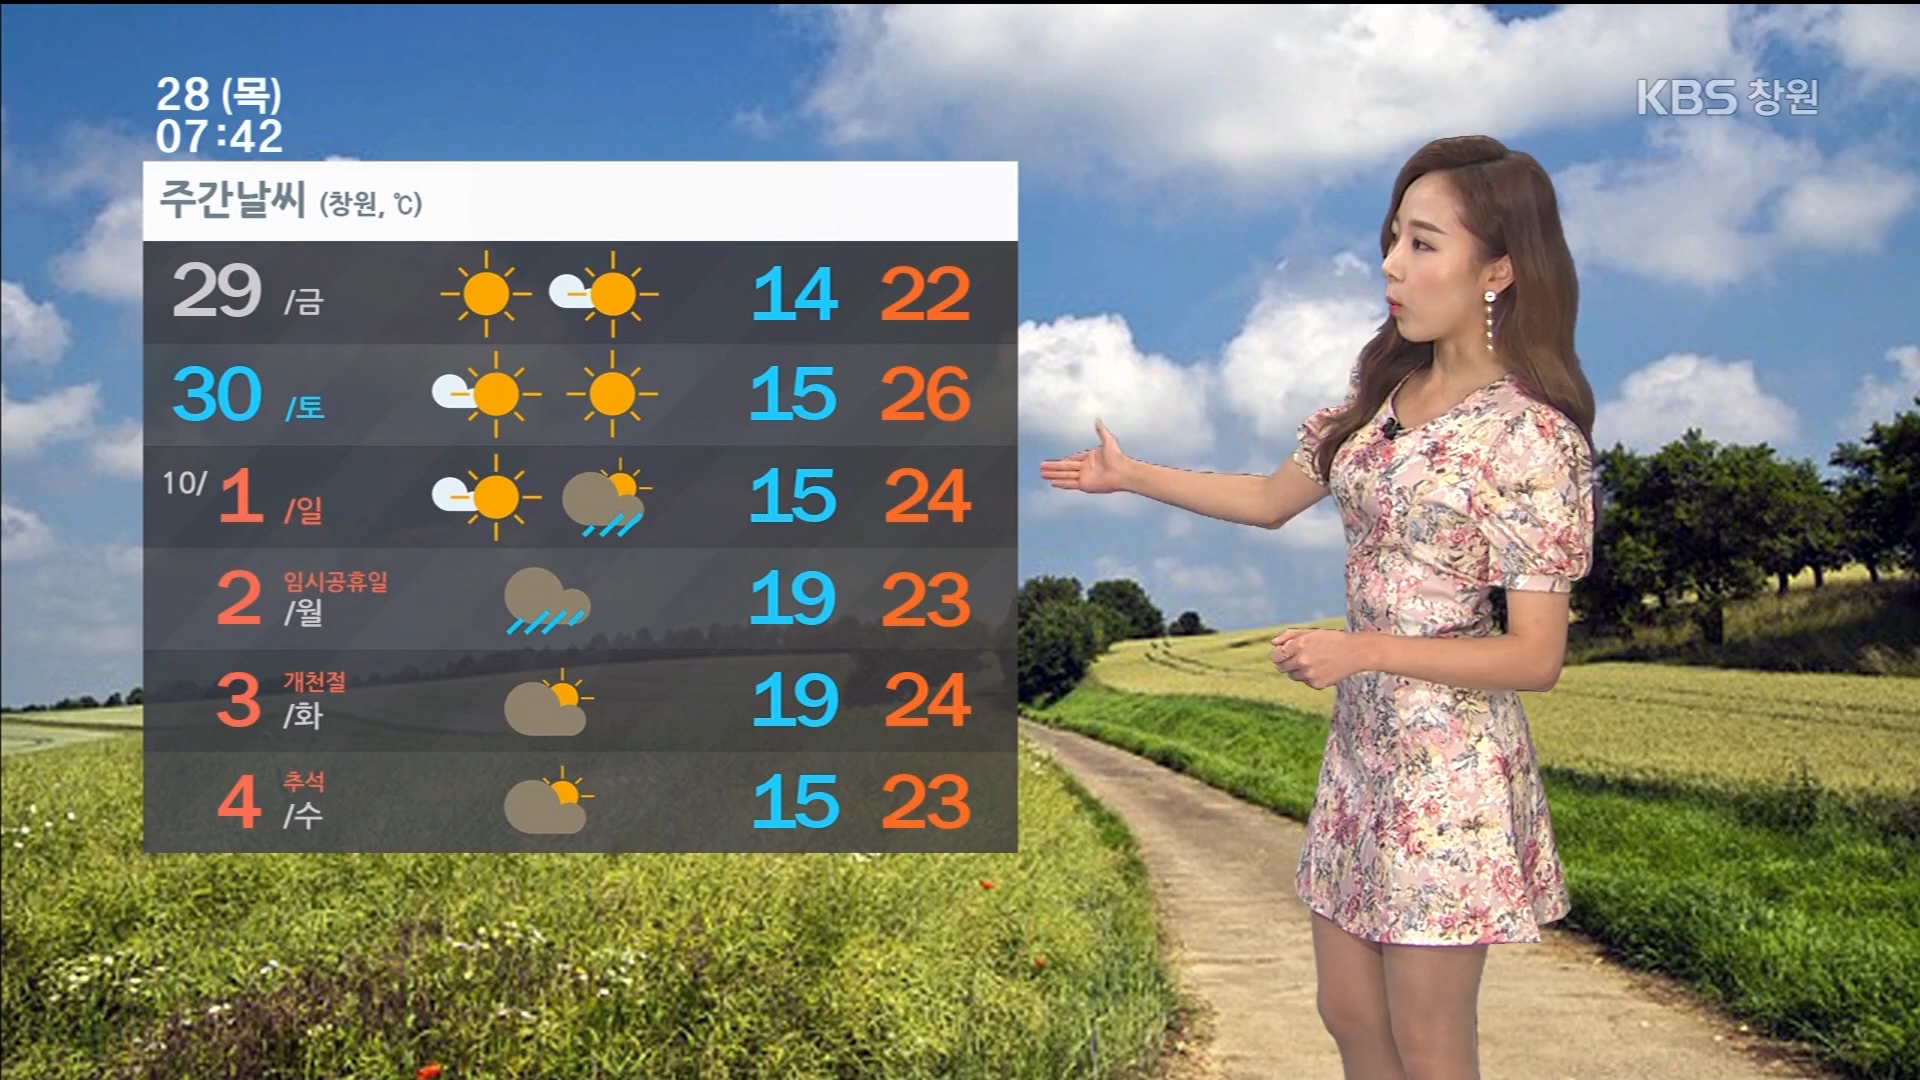 28 (목)
07:42
KBS 창원
주간날씨 (창원, ℃)
29 /금 14 22
30 /토 15 26
10/ 1 /일 15 24
2 임시공휴일 /월 19 23
3 개천절 /화 19 24
4 추석 /수 15 23